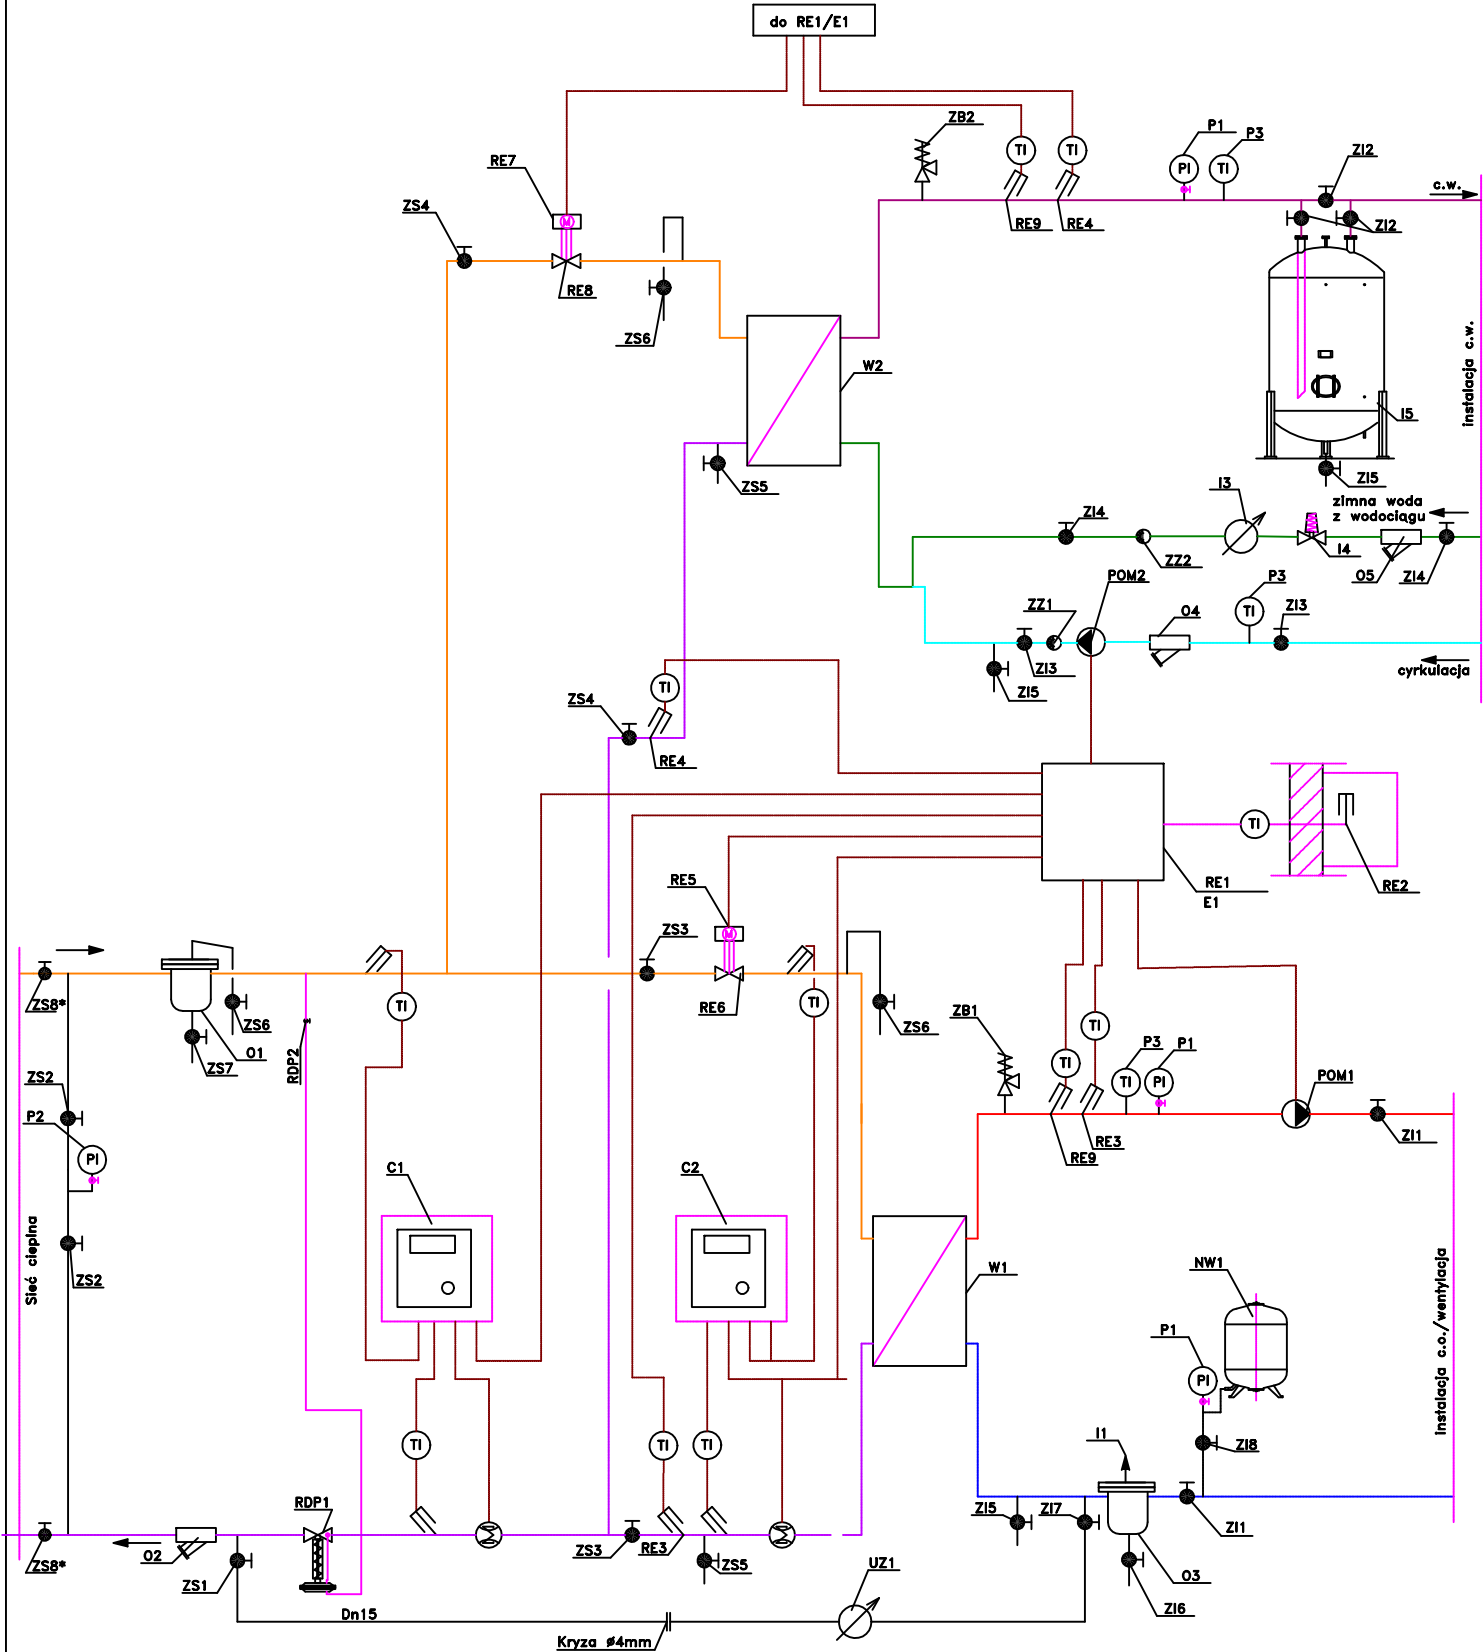 do RE1/E1
ZB2
P1
P3
ZI2
RE7
TI
TI
PI
TI
c.w.
ZS4
M
RE9
RE4
ZI2
RE8
ZS6
instalacja c.w.
W2
I5
ZS5
I3
ZI5
zimna woda
z wodociągu
ZI4
ZZ2
I4
O5
ZI4
POM2
P3
ZZ1
O4
TI
ZI3
ZI3
ZI5
cyrkulacja
TI
ZS4
RE4
TI
RE5
RE1
E1
RE2
M
ZS3
ZS8*
ZS6
TI
RE6
TI
ZS6
ZB1
TI
O1
ZS7
RDP2
TI
P3
P1
TI
PI
POM1
ZS2
P2
PI
RE3
RE9
ZI1
C1
C2
Sieć cieplna
ZS2
W1
NW1
P1
PI
instalacja c.o./wentylacja
TI
TI
TI
I1
ZI8
RDP1
ZI5
ZI7
ZI1
ZS8*
O2
ZS1
ZS3
RE3
ZS5
UZ1
O3
ZI6
Dn15
Kryza ø4mm